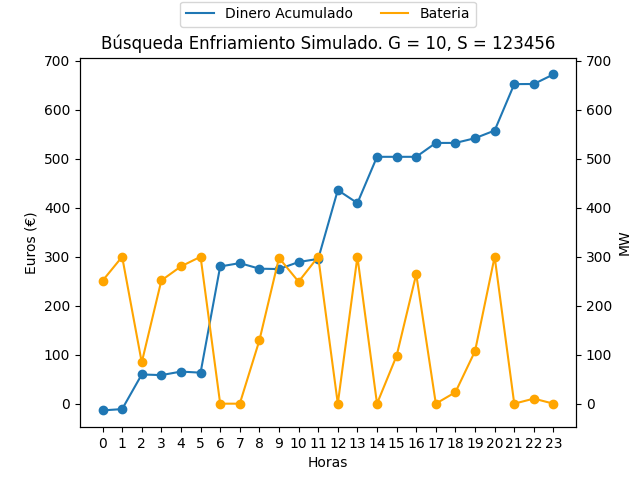 Dinero Acumulado Bateria
Búsqueda Enfriamiento Simulado. G = 10, S = 123456
700 700
600 600
500 500
400 400
300 300
200 200
100 100
0 0
Euros (€)
MW
0 1 2 3 4 5 6 7 8 9 10 11 12 13 14 15 16 17 18 19 20 21 22 23
Horas